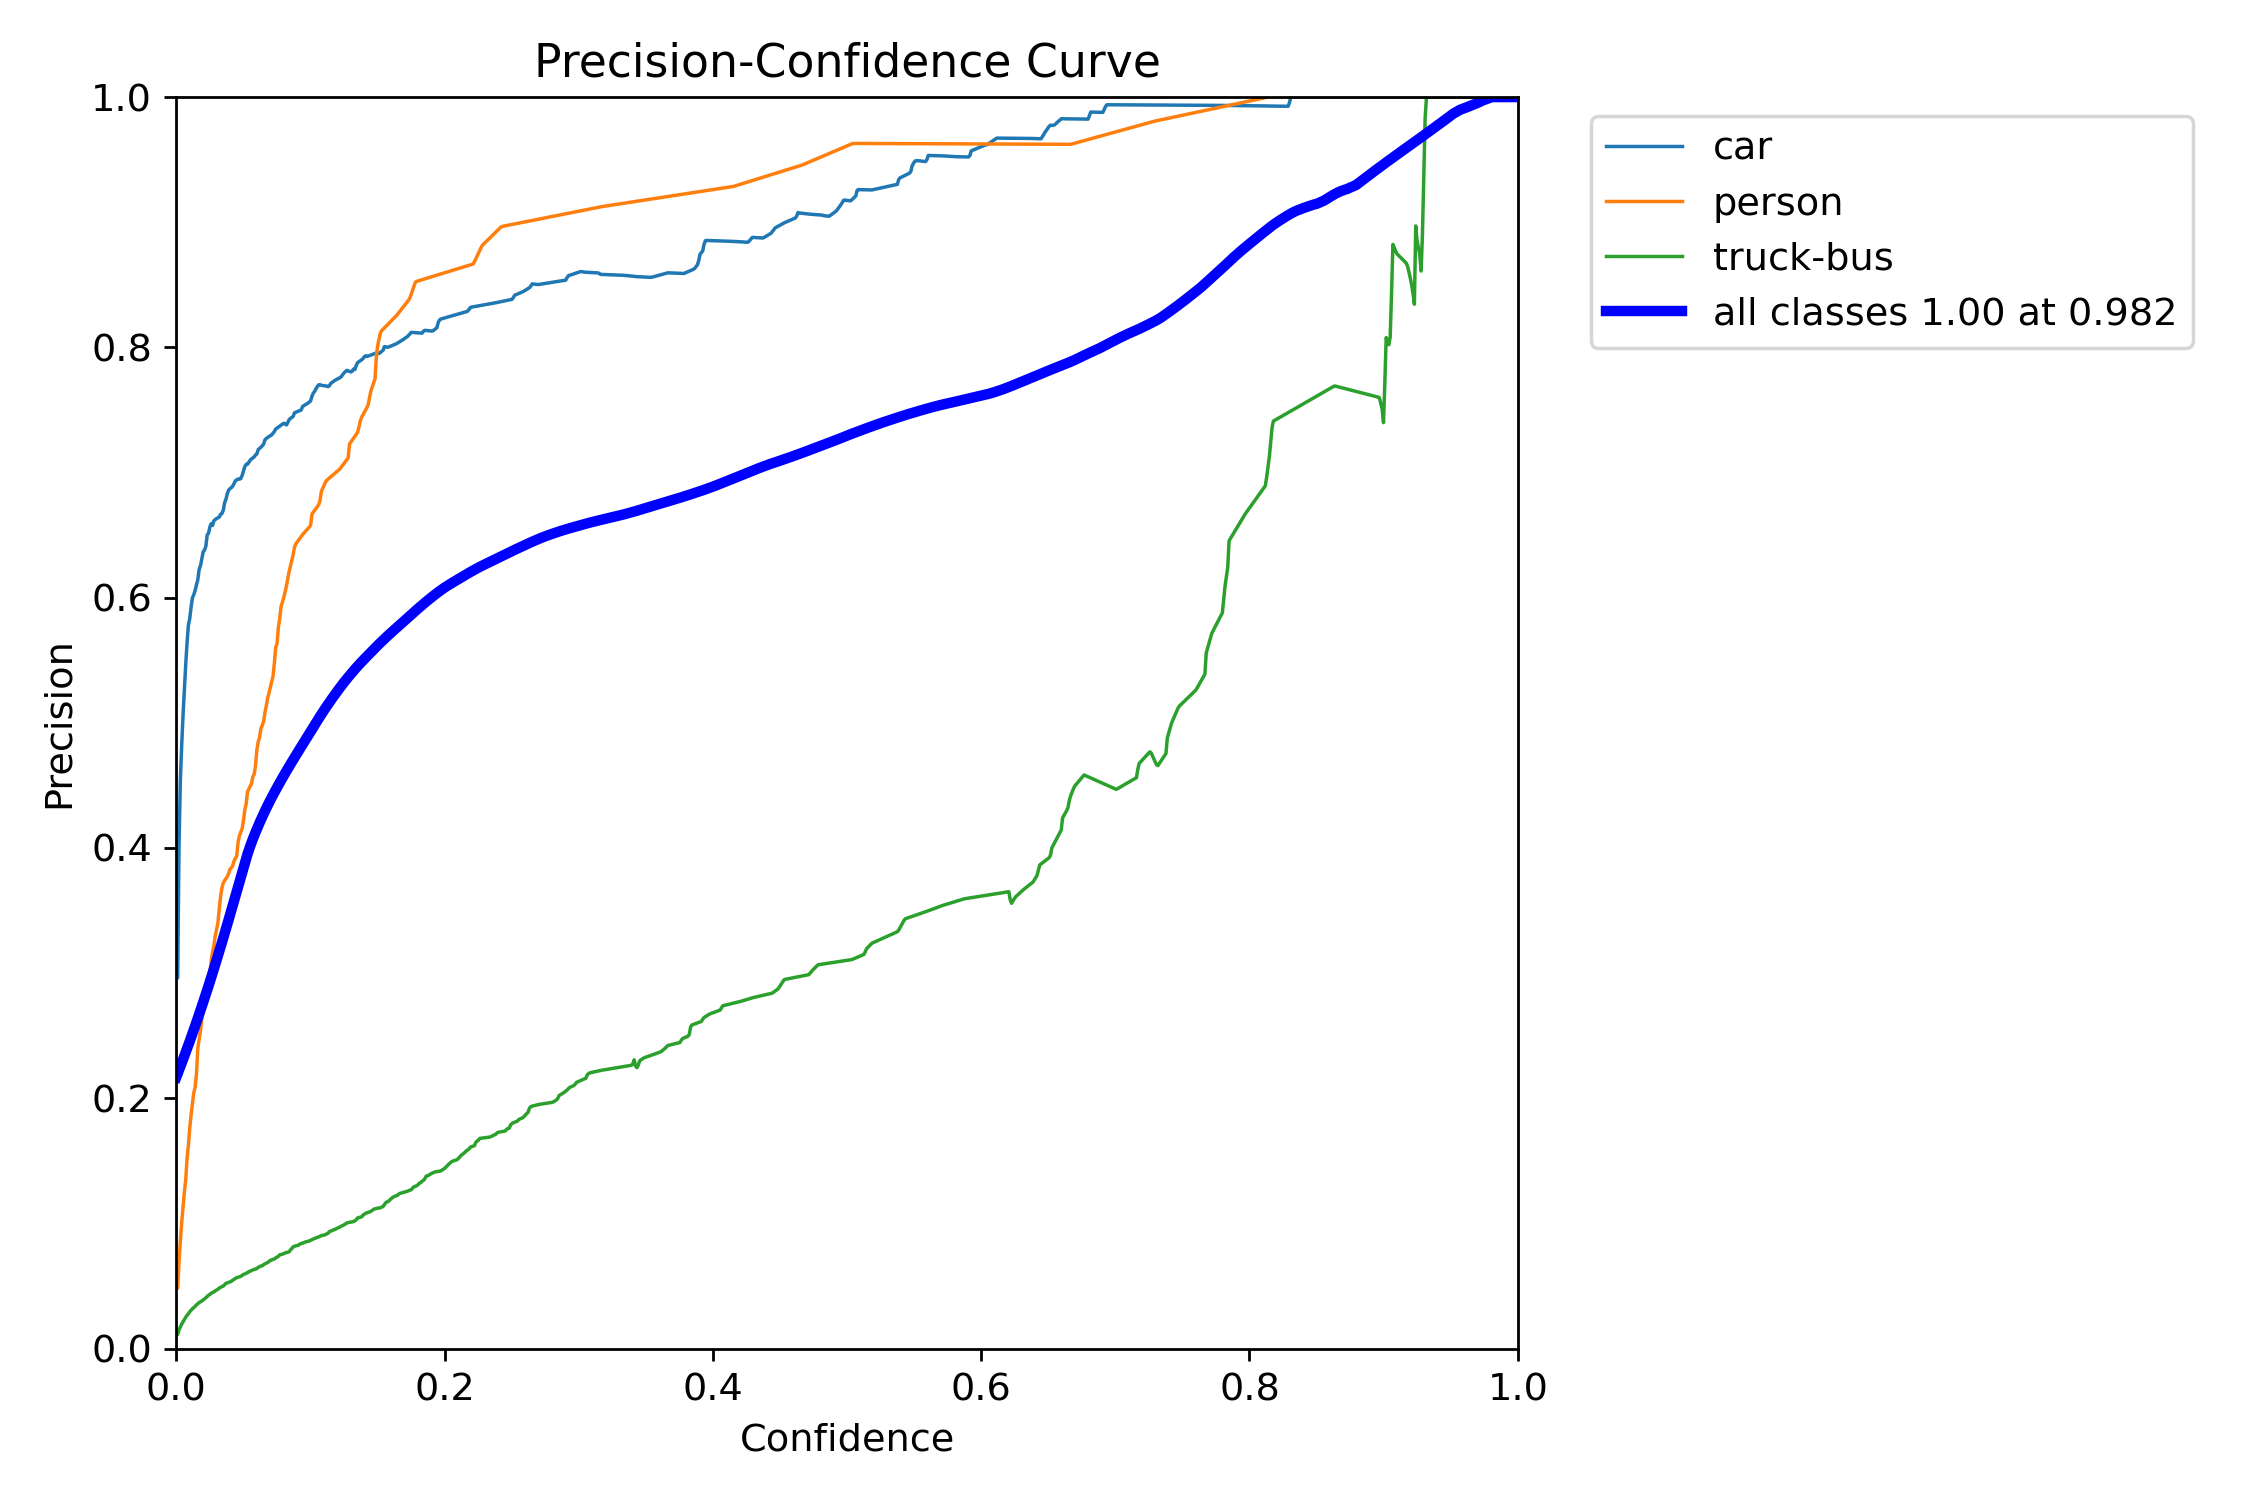 Precision-Confidence Curve
1.0
0.8
0.6
0.4
0.2
0.0
Precision
0.0 0.2 0.4 0.6 0.8 1.0
Confidence
car
person
truck-bus
all classes 1.00 at 0.982